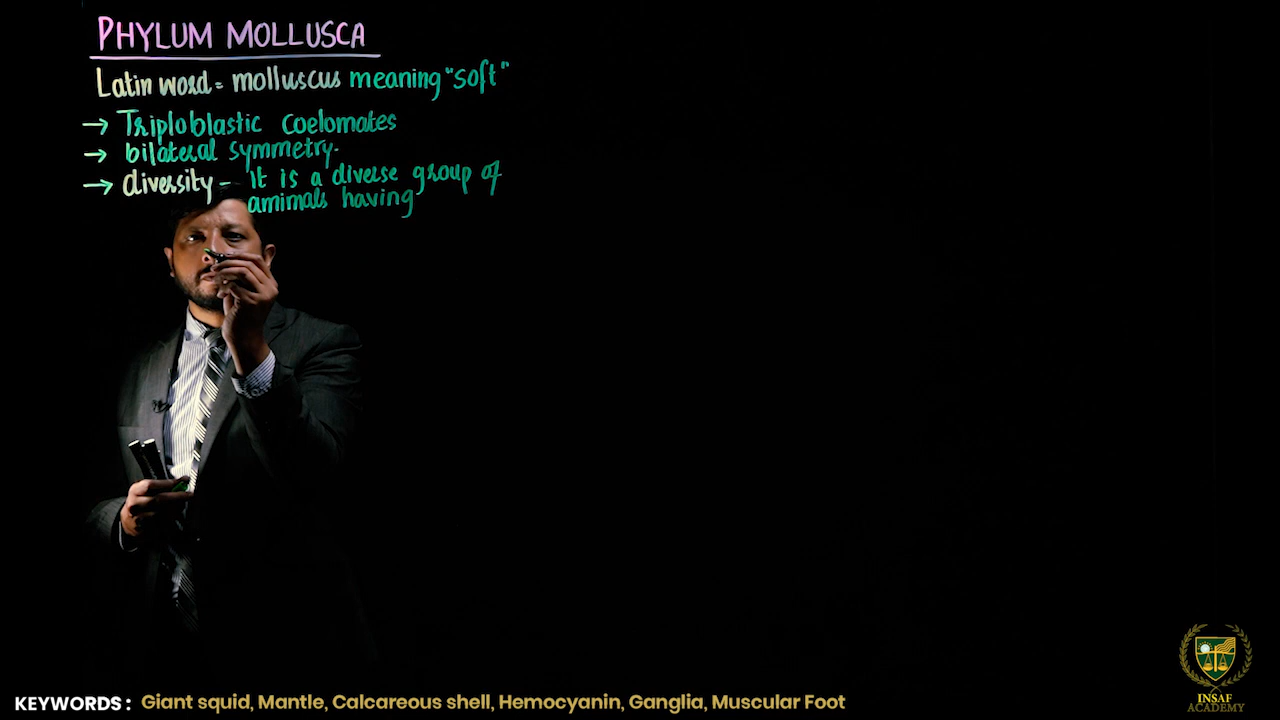 PHYLUM MOLLUSCA
Latin word = molluscus meaning "soft"
→ Triploblastic coelomates
→ bilateral symmetry.
→ diversity - It is a diverse group of
amimals having
KEYWORDS : Giant squid, Mantle, Calcareous shell, Hemocyanin, Ganglia, Muscular Foot
INSAF
ACADEMY